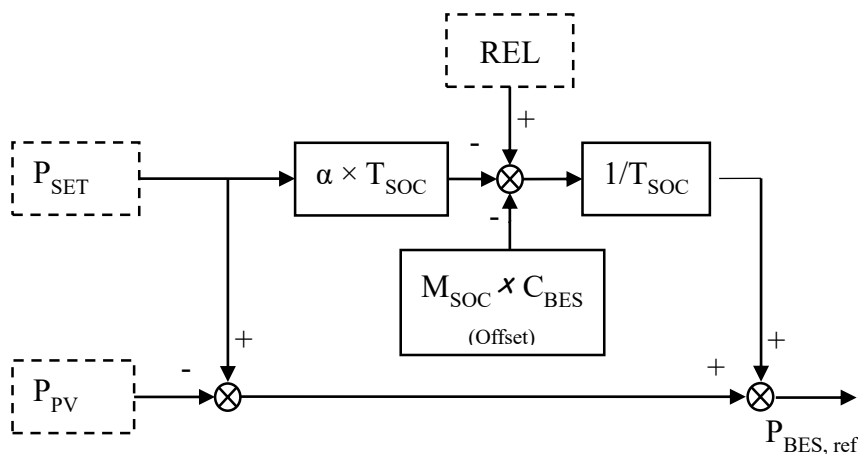 REL
+
-
P_SET
α × T_SOC
1/T_SOC
-
M_SOC × C_BES
(Offset)
+
+
-
+
P_PV
P_BES, ref